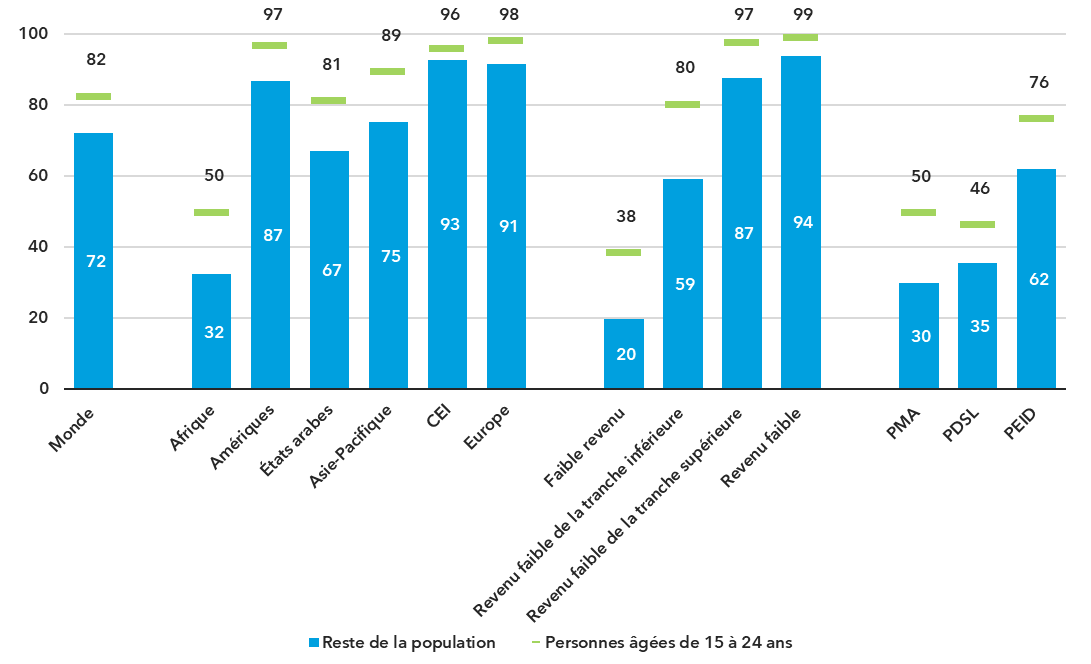 97
99
98
97
96
100
89
82
81
80
80
76
60
50
50
46
40
38
20
0
72
32
87
67
75
93
91
20
59
87
94
30
35
62
Monde
Afrique
Amériques
États arabes
Asie-Pacifique
CEI
Europe
Faible revenu
Revenu faible de la tranche inférieure
Revenu faible de la tranche supérieure
Revenu faible
PMA
PDSL
PEID
Reste de la population
Personnes âgées de 15 à 24 ans